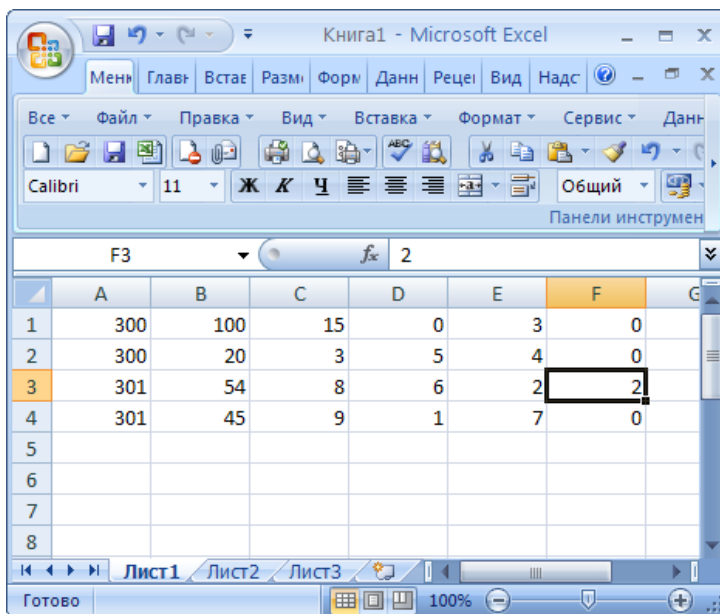 Книга1 - Microsoft Excel
Меню Главн Встав Разм Форм Данн Рецен Вид Надс
Все Файл Правка Вид Вставка Формат Сервис Данн
ABC
Calibri 11 Ж К Ч a Общий
Панели инструмен
F3 fx 2
A B C D E F G
1 300 100 15 0 3 0
2 300 20 3 5 4 0
3 301 54 8 6 2 2
4 301 45 9 1 7 0
5
6
7
8
Лист1 Лист2 Лист3
Готово 100%